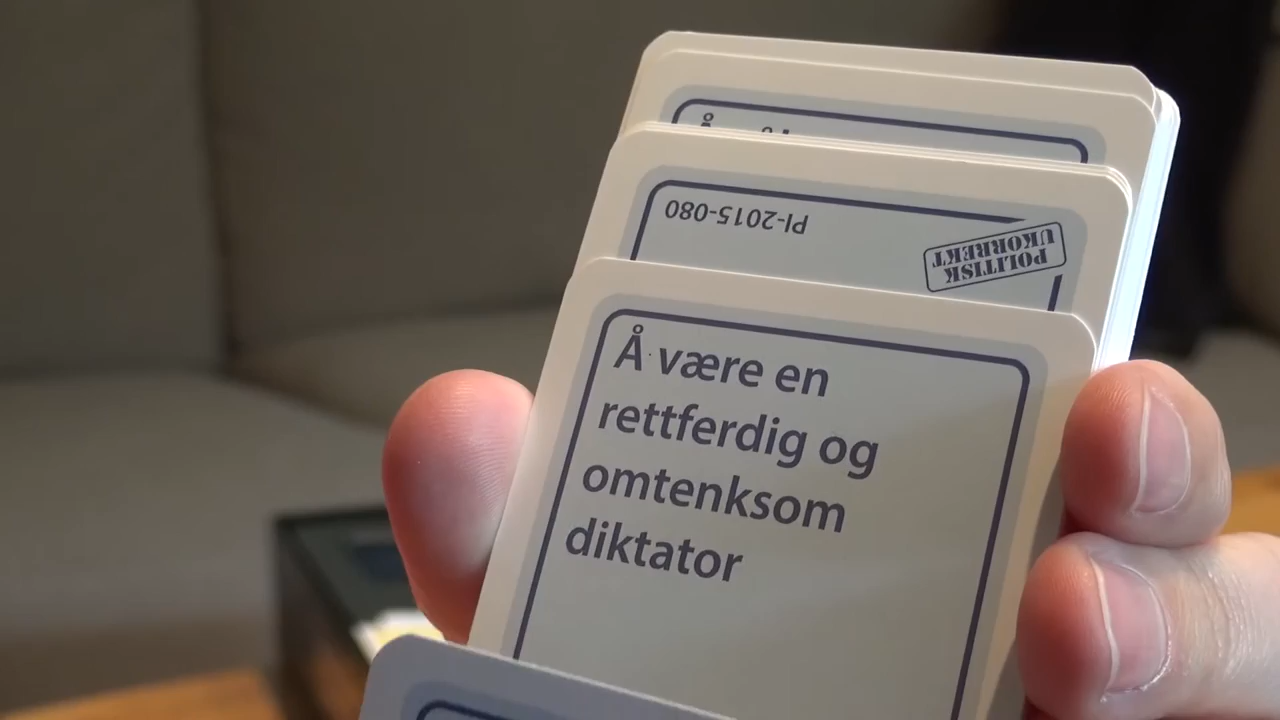 PI-2015-080
POLITISK
UKORREKT
Å være en
rettferdig og
omtenksom
diktator